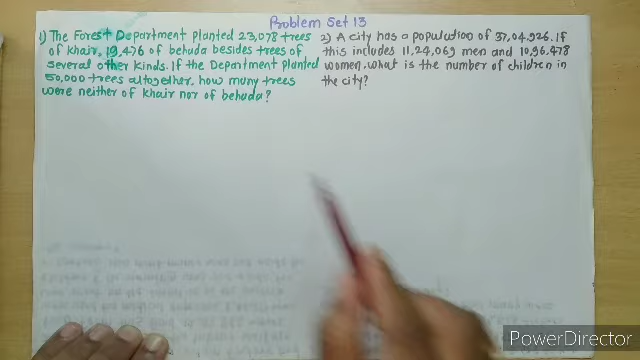 Problem Set 13
1) The Forest Department planted 23,078 trees
of khair, 19,476 of behada besides trees of
several other kinds. If the Department planted
50,000 trees altogether, how many trees
were neither of khair nor of behada?
2) A city has a population of 37,04,926. If
this includes 11,24,069 men and 10,96,478
women, what is the number of children in
the city?
PowerDirector